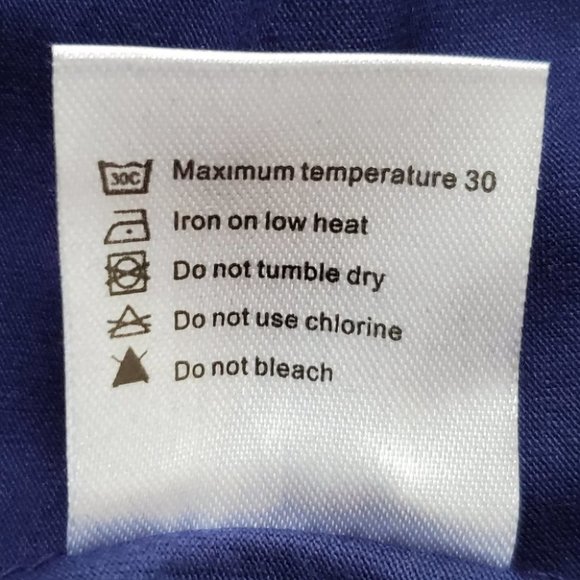 30C Maximum temperature 30
Iron on low heat
Do not tumble dry
Do not use chlorine
Do not bleach